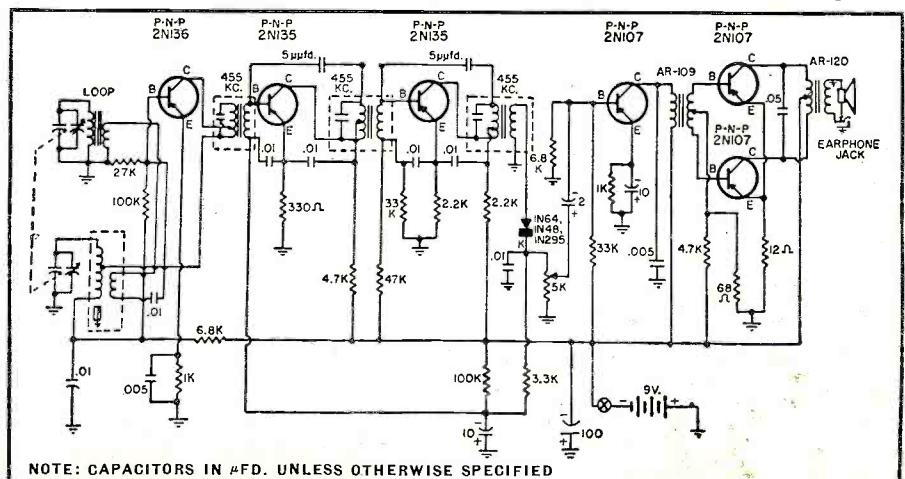 P-N-P
2N136
P-N-P
2N135
P-N-P
2N135
P-N-P
2N107
P-N-P
2N107
LOOP
B
C
E
455
KC.
5μμfd.
B
C
E
455
KC.
B
C
E
5μμfd.
455
KC.
B
C
E
AR-109
B
C
E
P-N-P
2N107
B
C
E
.05
AR-120
EARPHONE
JACK
27K
100K
.01
.01
.01
.01
.01
6.8
K
1K
10
+
2
+
330Ω
33
K
2.2K
2.2K
1N64,
1N48,
1N295
K
.01
5K
33K
.005
4.7K
68
Ω
12Ω
4.7K
47K
.01
6.8K
.01
.005
1K
100K
3.3K
10
+
100
+
9V.
- +
NOTE: CAPACITORS IN μFD. UNLESS OTHERWISE SPECIFIED